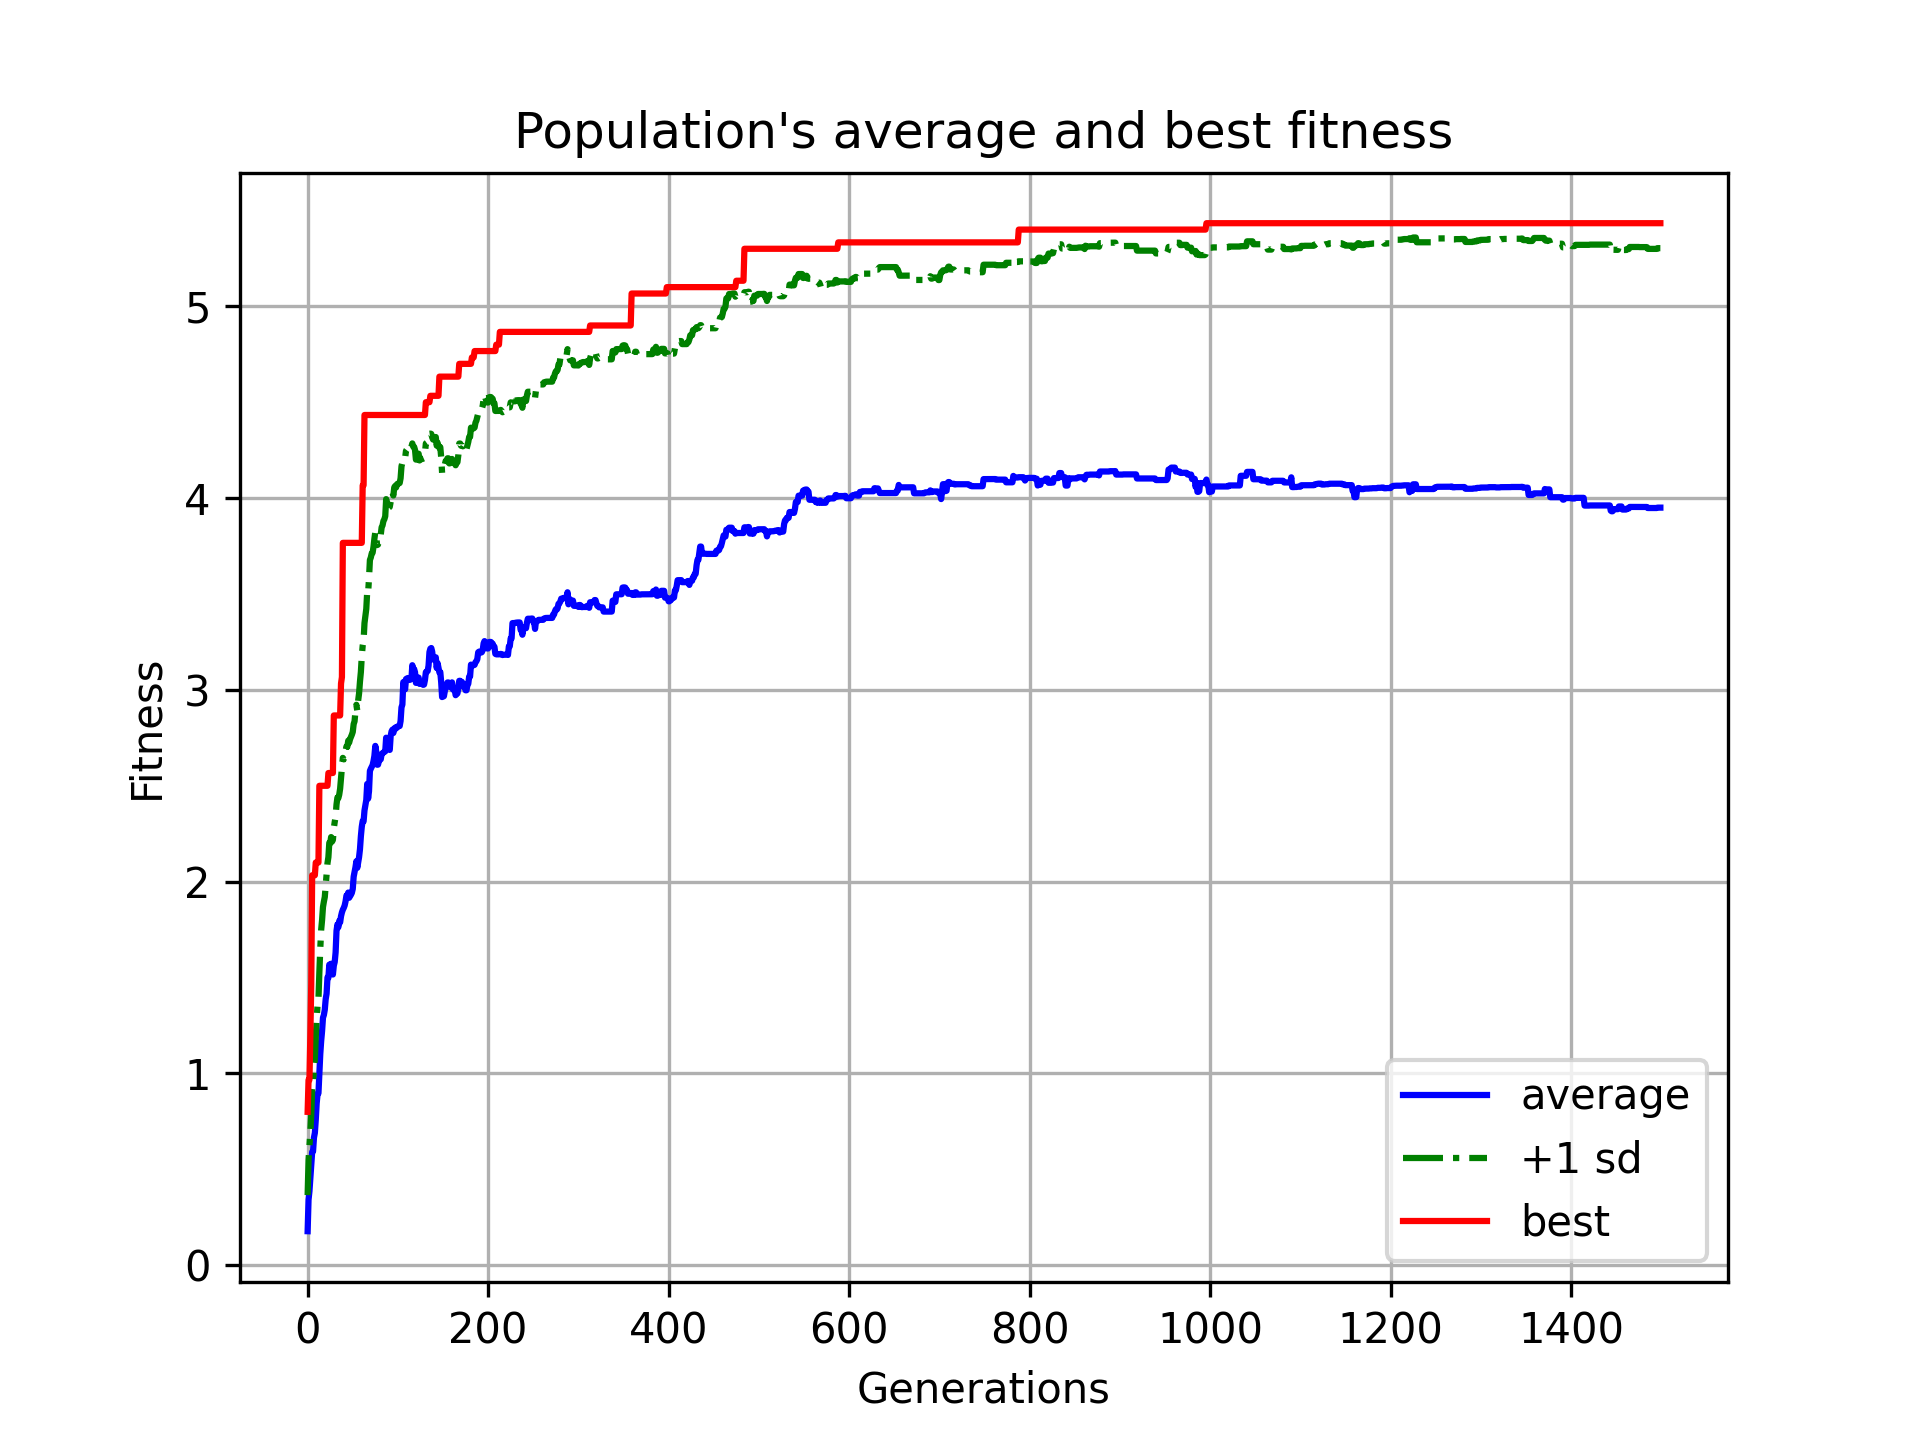 Population's average and best fitness
Fitness
5
4
3
2
1
0
0 200 400 600 800 1000 1200 1400
Generations
average
+1 sd
best